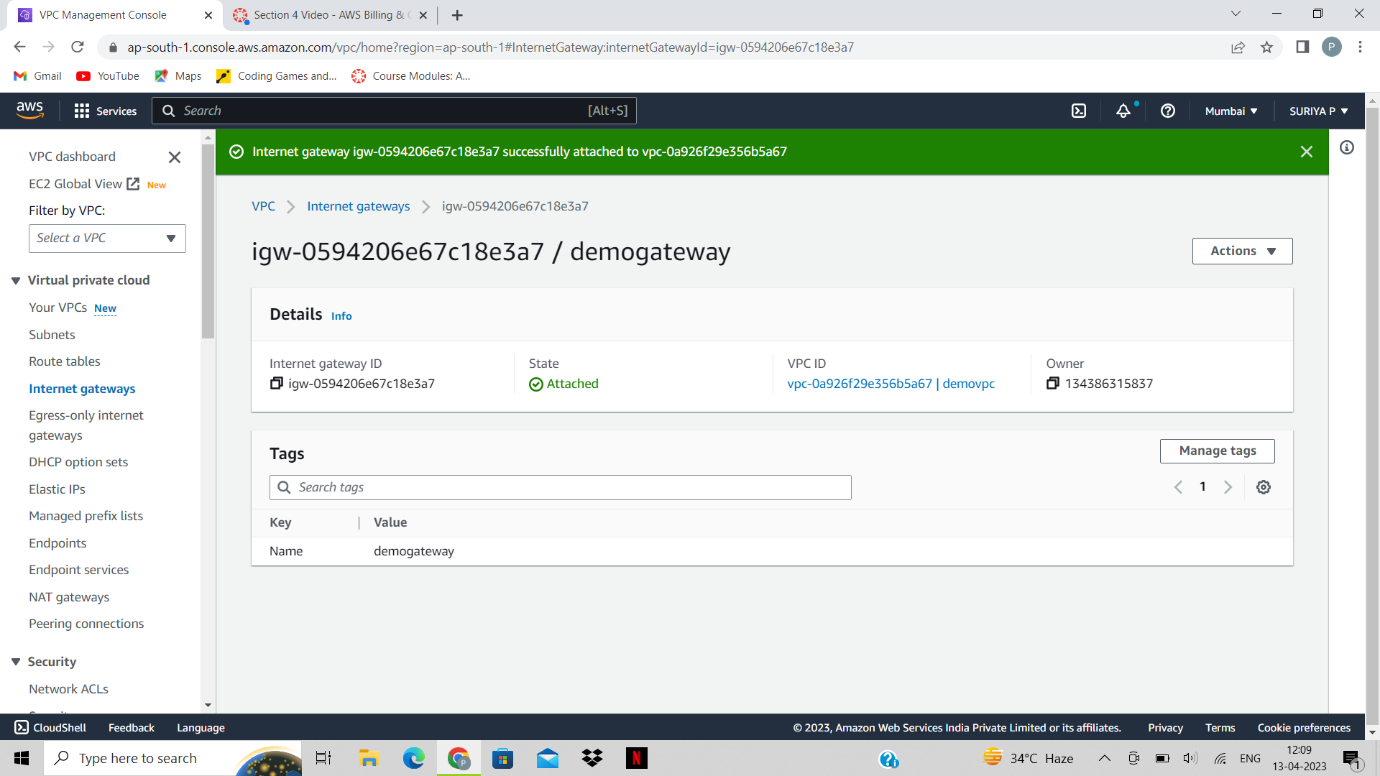 VPC Management Console
Section 4 Video - AWS Billing &
ap-south-1.console.aws.amazon.com/vpc/home?region=ap-south-1#InternetGateway:internetGatewayId=igw-0594206e67c18e3a7
P
Gmail YouTube Maps Coding Games and... Course Modules: A...
aws Services Search [Alt+S] Mumbai SURIYA P
VPC dashboard
EC2 Global View New
Filter by VPC:
Select a VPC
Virtual private cloud
Your VPCs New
Subnets
Route tables
Internet gateways
Egress-only internet
gateways
DHCP option sets
Elastic IPs
Managed prefix lists
Endpoints
Endpoint services
NAT gateways
Peering connections
Security
Network ACLs
Internet gateway igw-0594206e67c18e3a7 successfully attached to vpc-0a926f29e356b5a67
VPC Internet gateways igw-0594206e67c18e3a7
igw-0594206e67c18e3a7 / demogateway
Actions
Details Info
Internet gateway ID State VPC ID Owner
igw-0594206e67c18e3a7 Attached vpc-0a926f29e356b5a67 | demovpc 134386315837
Tags
Manage tags
Search tags
1
Key Value
Name demogateway
CloudShell Feedback Language © 2023, Amazon Web Services India Private Limited or its affiliates. Privacy Terms Cookie preferences
Type here to search
N
34°C Haze
ENG
12:09
13-04-2023
1